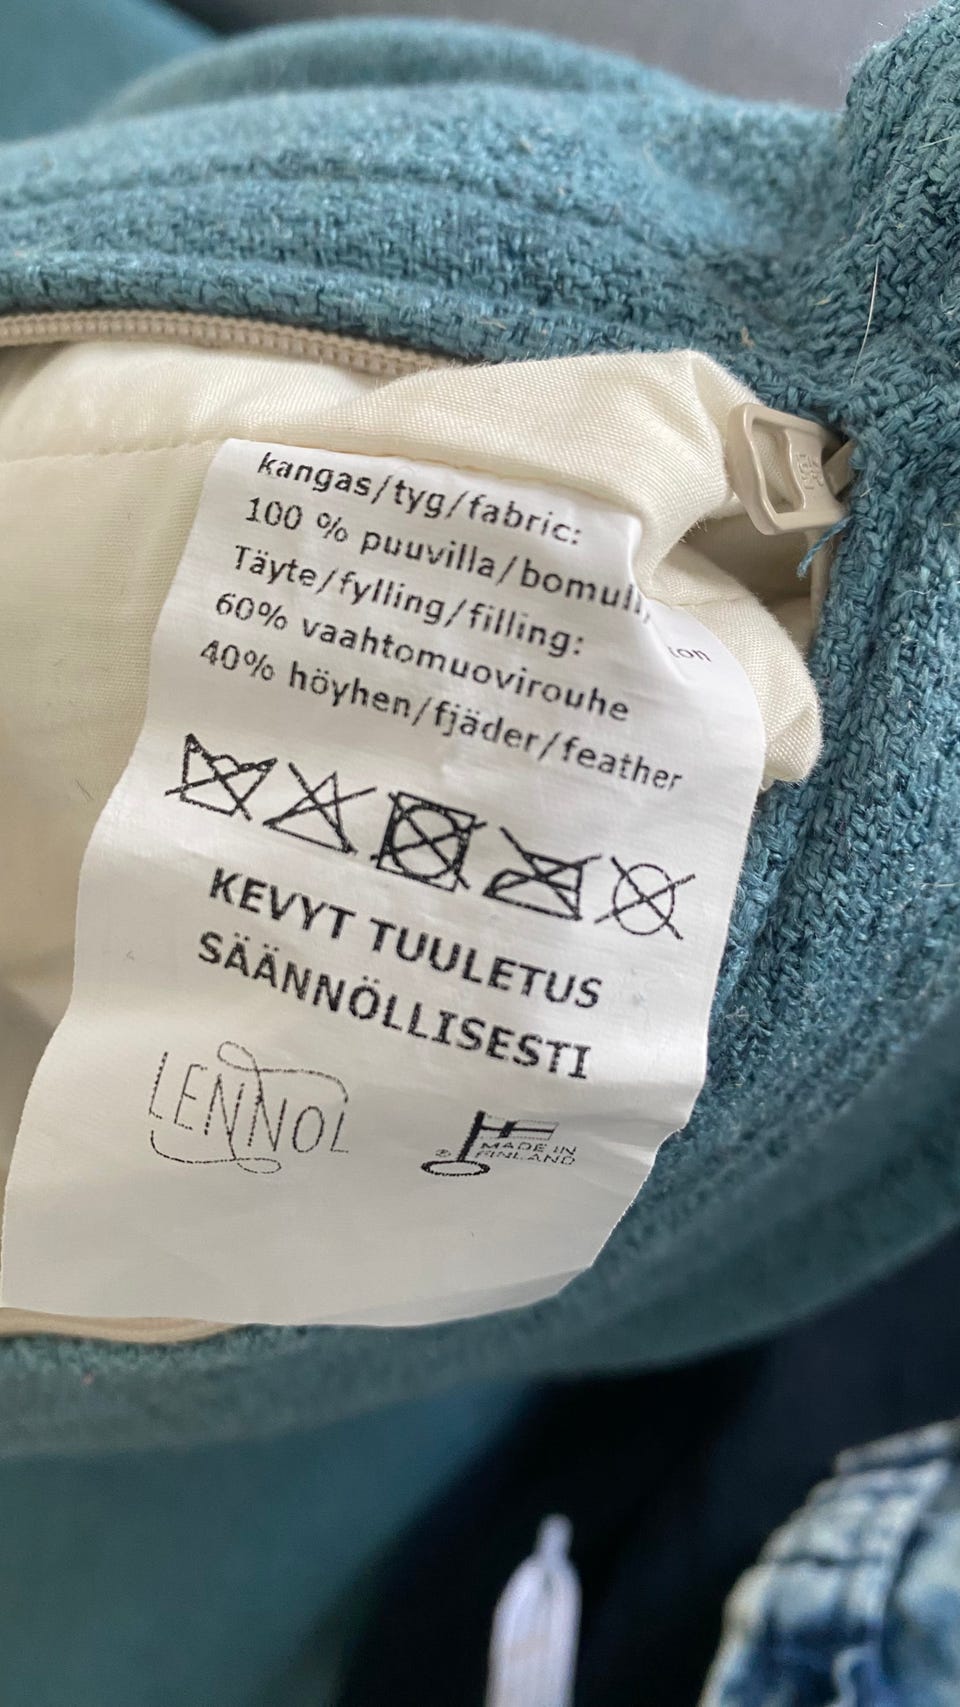 kangas/tyg/fabric:
100 % puuvilla/bomull,
Täyte/fylling/filling:
60% vaahtomuovirouhe
40% höyhen/fjäder/feather
KEVYT TUULETUS
SÄÄNNÖLLISESTI
LENNOL
® MADE IN
FINLAND